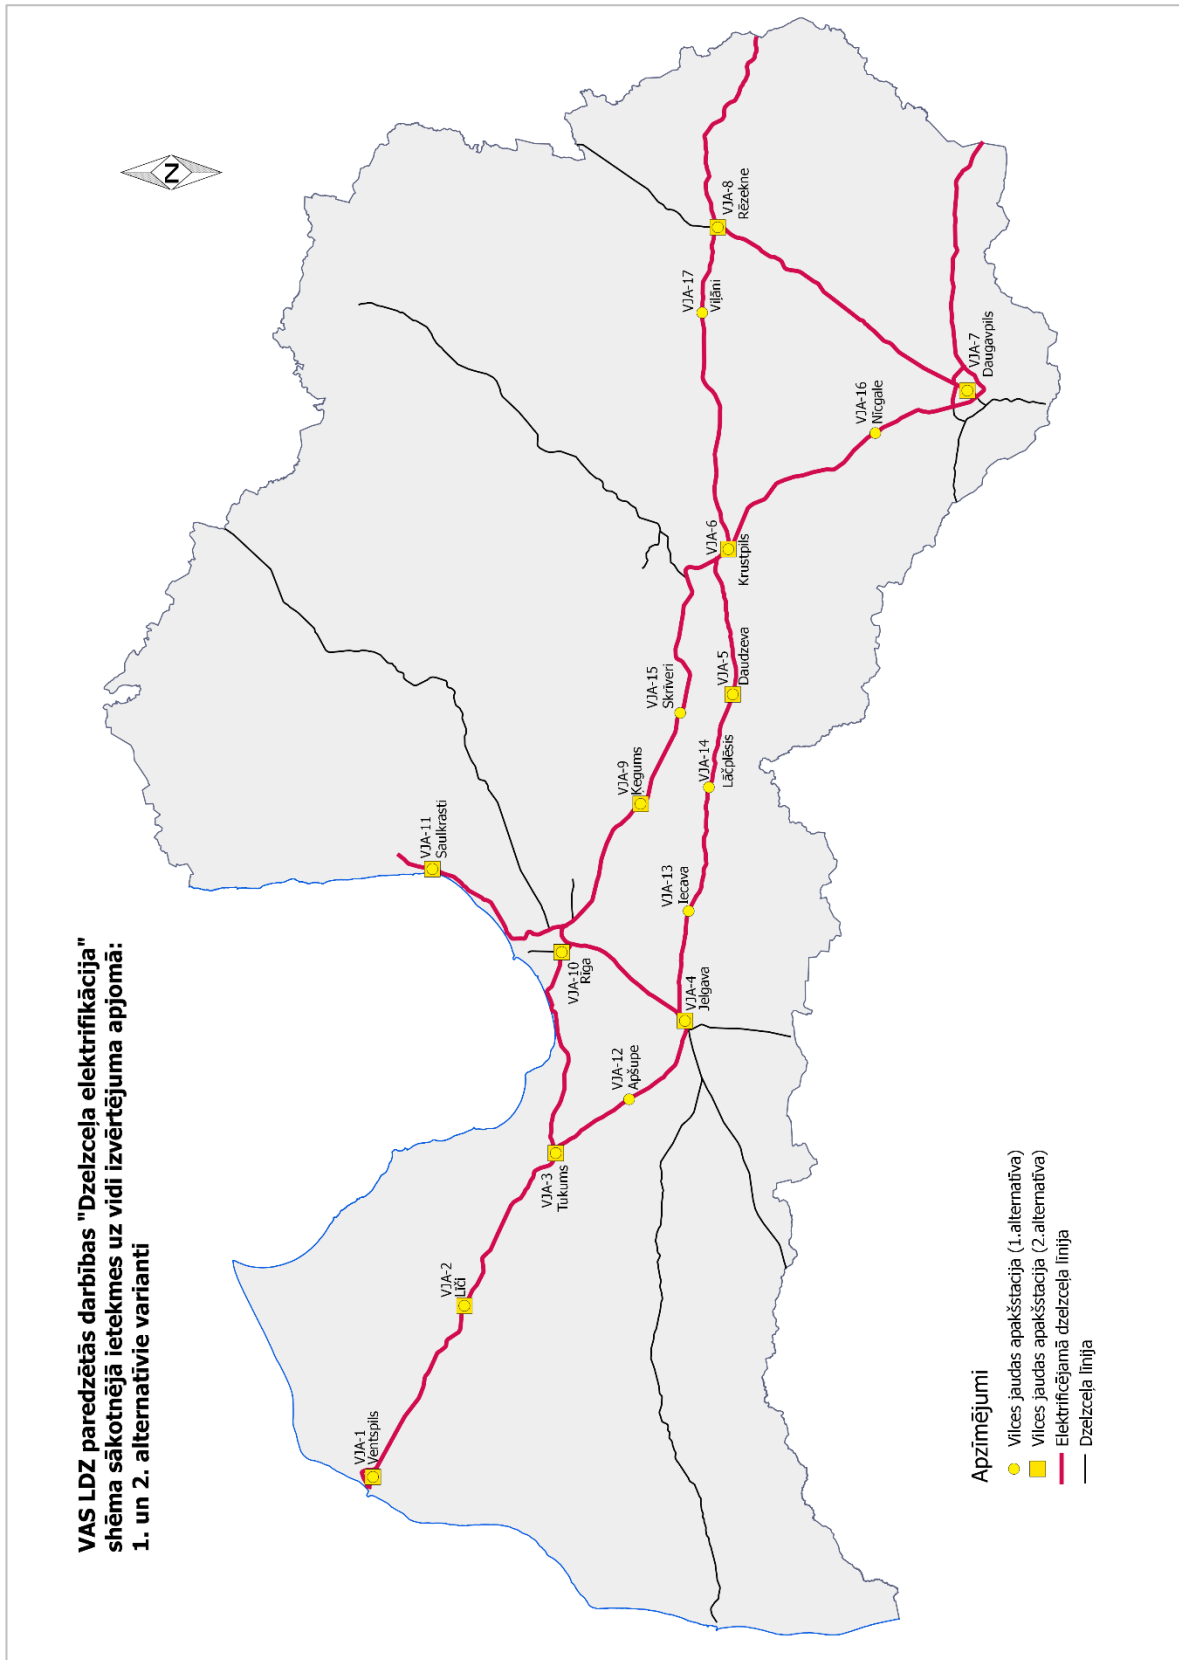 VAS LDZ paredzētās darbības "Dzelzceļa elektrifikācija"
shēma sākotnējā ietekmes uz vidi izvērtējuma apjomā:
1. un 2. alternatīvie varianti
N
VJA-1
Ventspils
VJA-2
Līči
VJA-3
Tukums
VJA-12
Apšupe
VJA-4
Jelgava
VJA-10
Rīga
VJA-11
Saulkrasti
VJA-13
Iecava
VJA-9
Ķegums
VJA-14
Lāčplēsis
VJA-15
Skrīveri
VJA-5
Daudzeva
VJA-6
Krustpils
VJA-16
Nīcgale
VJA-7
Daugavpils
VJA-17
Viļāni
VJA-8
Rēzekne
Apzīmējumi
Vilces jaudas apakšstacija (1.alternatīva)
Vilces jaudas apakšstacija (2.alternatīva)
Elektrificējamā dzelzceļa līnija
Dzelzceļa līnija